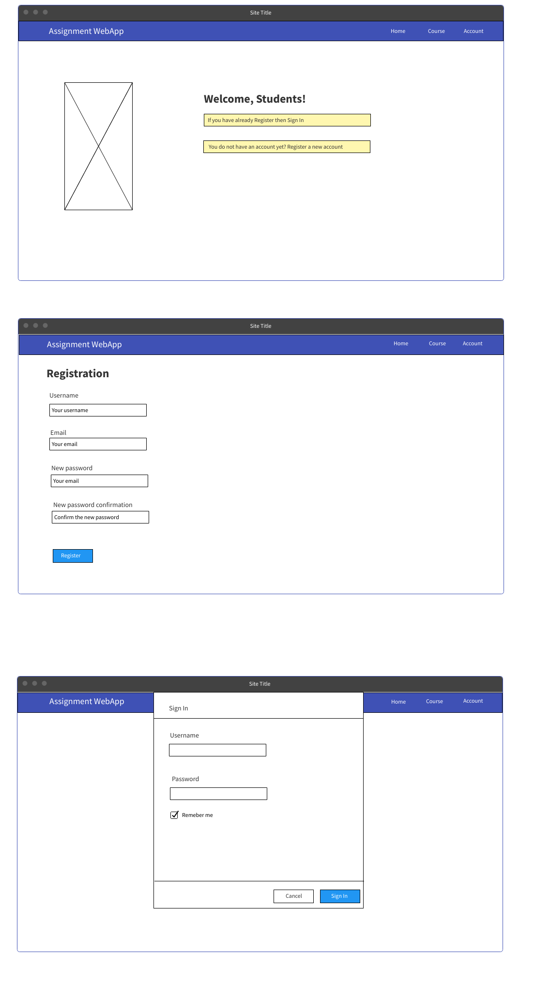 Site Title
Assignment WebApp
Home Course Account
Welcome, Students!
If you have already Register then Sign In
You do not have an account yet? Register a new account
Site Title
Assignment WebApp
Home Course Account
Registration
Username
Your username
Email
Your email
New password
Your email
New password confirmation
Confirm the new password
Register
Site Title
Assignment WebApp
Home Course Account
Sign In
Username
Password
Remeber me
Cancel Sign In